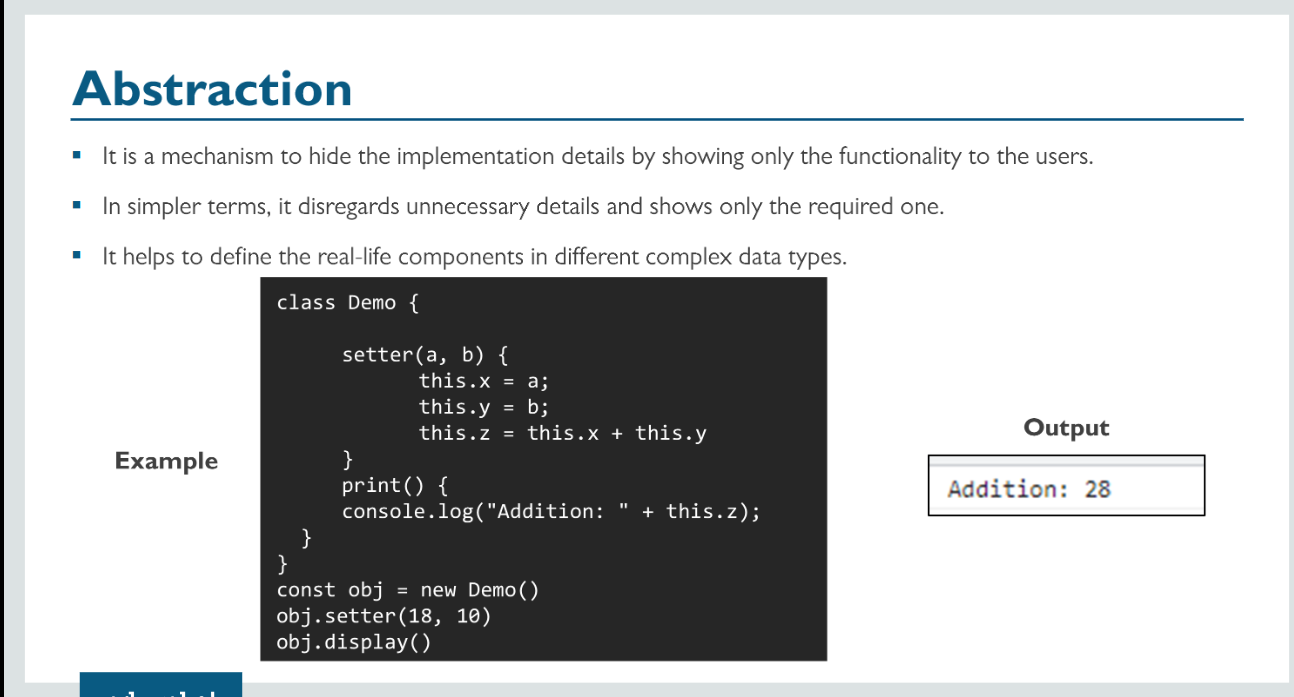 Abstraction
▪ It is a mechanism to hide the implementation details by showing only the functionality to the users.
▪ In simpler terms, it disregards unnecessary details and shows only the required one.
▪ It helps to define the real-life components in different complex data types.
Example
class Demo {
setter(a, b) {
this.x = a;
this.y = b;
this.z = this.x + this.y
}
print() {
console.log("Addition: " + this.z);
}
}
const obj = new Demo()
obj.setter(18, 10)
obj.display()
Output
Addition: 28